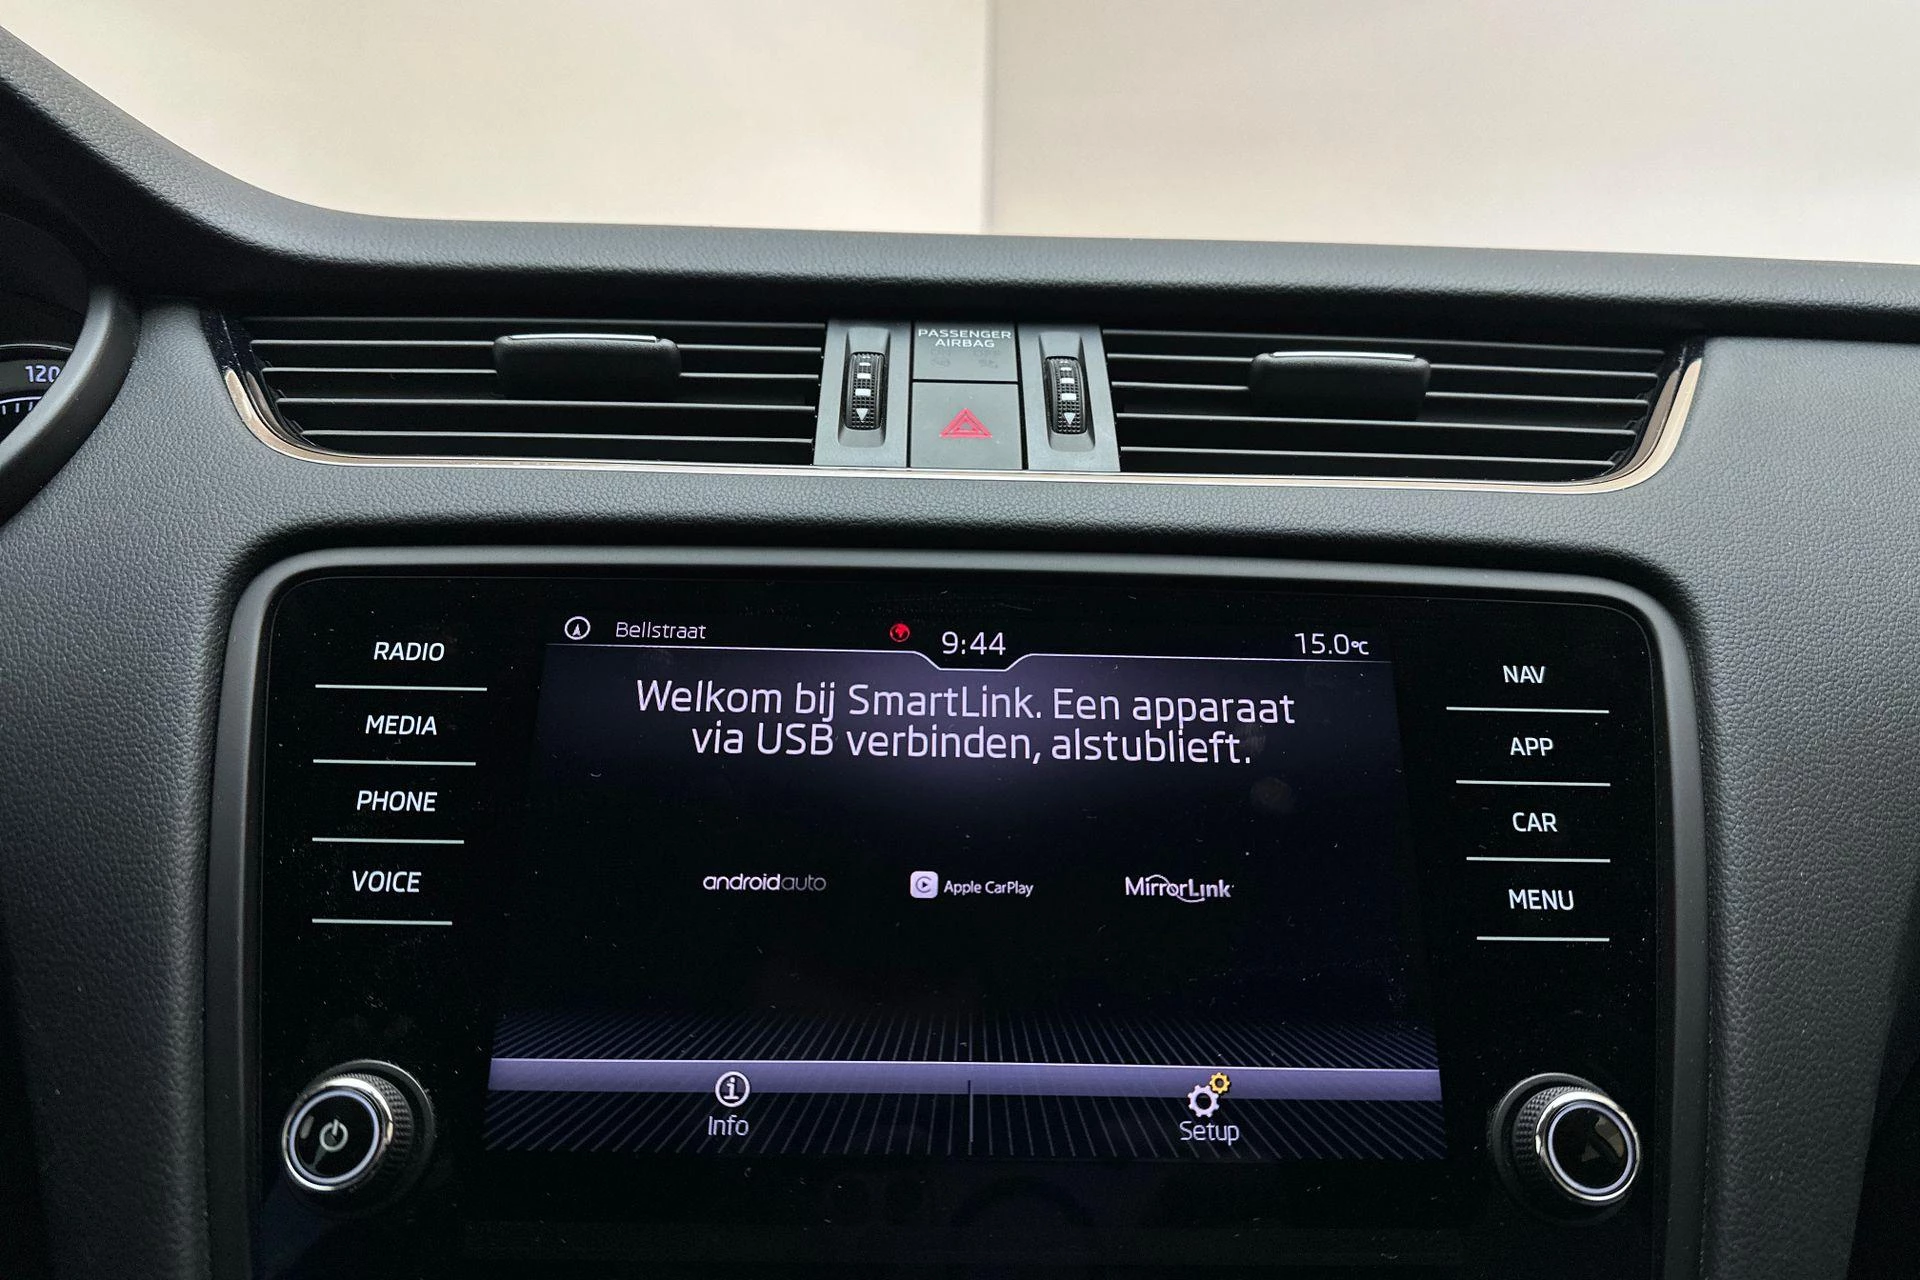 PASSENGER
AIRBAG
120
Bellstraat
9:44
15.0°C
RADIO
MEDIA
PHONE
VOICE
Welkom bij SmartLink. Een apparaat
via USB verbinden, alstublieft.
androidauto
Apple CarPlay
MirrorLink
NAV
APP
CAR
MENU
Info
Setup